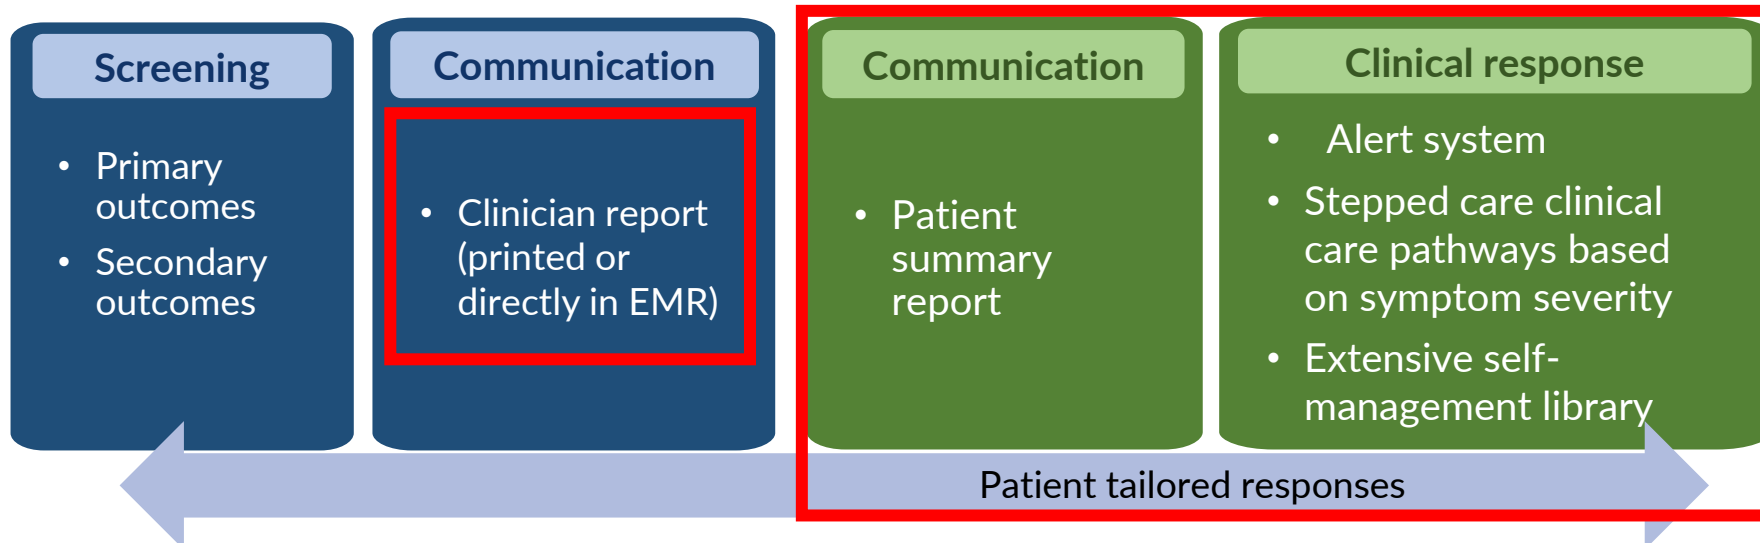 Screening
• Primary
outcomes
• Secondary
outcomes
Communication
• Clinician report
(printed or
directly in EMR)
Communication
• Patient
summary
report
Clinical response
• Alert system
• Stepped care clinical
care pathways based
on symptom severity
• Extensive self-
management library
Patient tailored responses